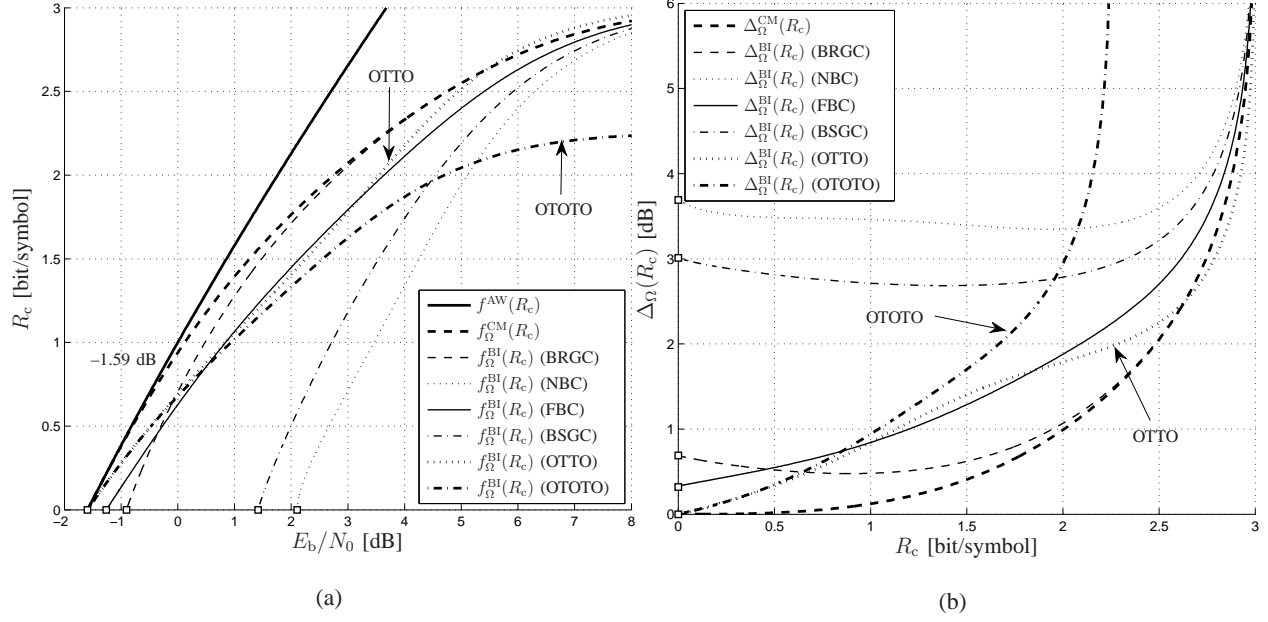 3
2.5
2
1.5
1
0.5
0
R_c [bit/symbol]
−2 −1 0 1 2 3 4 5 6 7 8
E_b/N_0 [dB]
OTTO
OTOTO
−1.59 dB
f^AW(R_c)
f_Ω^CM(R_c)
f_Ω^BI(R_c) (BRGC)
f_Ω^BI(R_c) (NBC)
f_Ω^BI(R_c) (FBC)
f_Ω^BI(R_c) (BSGC)
f_Ω^BI(R_c) (OTTO)
f_Ω^BI(R_c) (OTOTO)
(a)
6
5
4
3
2
1
0
Δ_Ω(R_c) [dB]
Δ_Ω^CM(R_c)
Δ_Ω^BI(R_c) (BRGC)
Δ_Ω^BI(R_c) (NBC)
Δ_Ω^BI(R_c) (FBC)
Δ_Ω^BI(R_c) (BSGC)
Δ_Ω^BI(R_c) (OTTO)
Δ_Ω^BI(R_c) (OTOTO)
OTOTO
OTTO
0 0.5 1 1.5 2 2.5 3
R_c [bit/symbol]
(b)